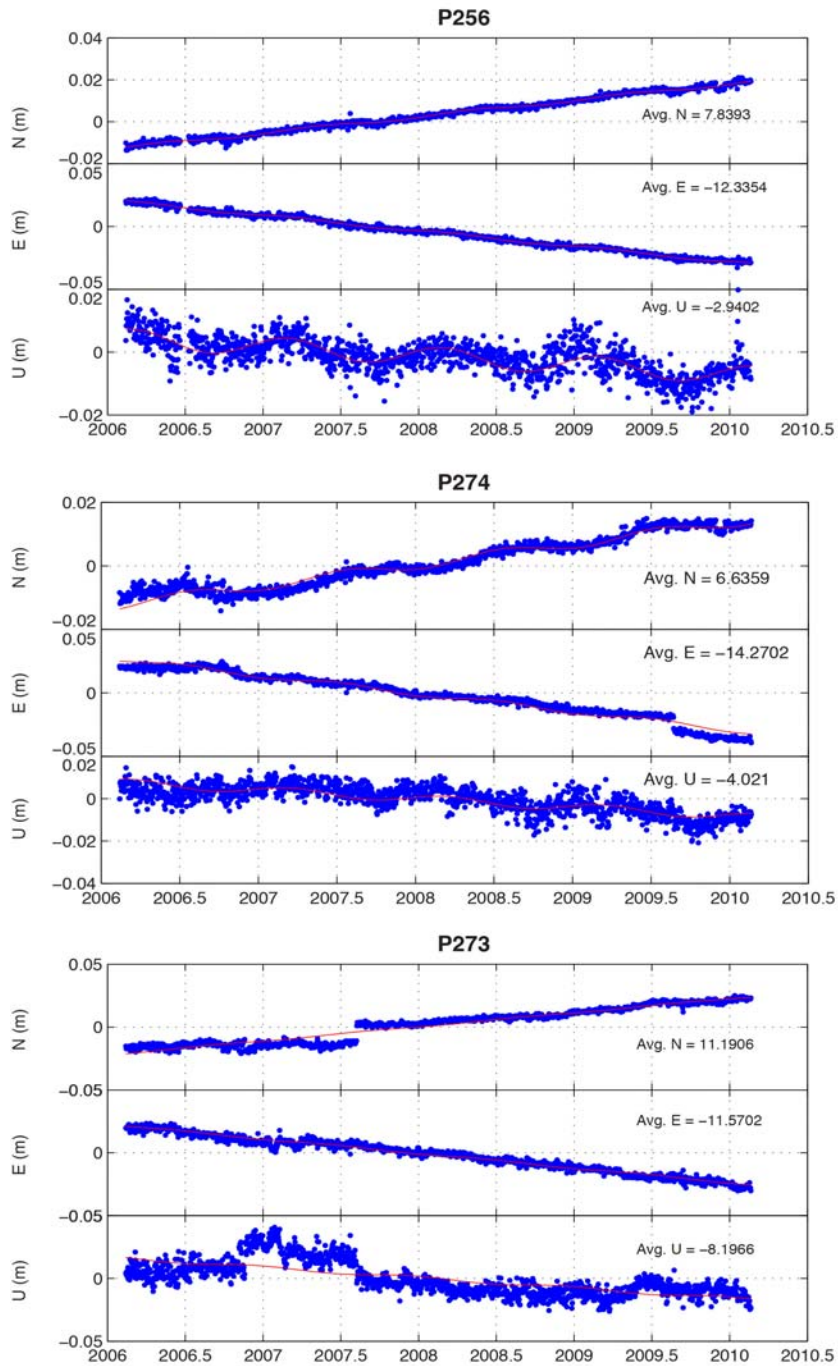 P256
0.04
0.02
0
−0.02
N (m)
Avg. N = 7.8393
0.05
0
−0.05
E (m)
Avg. E = −12.3354
0.02
0
−0.02
U (m)
Avg. U = −2.9402
2006 2006.5 2007 2007.5 2008 2008.5 2009 2009.5 2010 2010.5
P274
0.02
0
−0.02
N (m)
Avg. N = 6.6359
0.05
0
−0.05
E (m)
Avg. E = −14.2702
0.02
0
−0.02
−0.04
U (m)
Avg. U = −4.021
2006 2006.5 2007 2007.5 2008 2008.5 2009 2009.5 2010 2010.5
P273
0.05
0
−0.05
N (m)
Avg. N = 11.1906
0.05
0
−0.05
E (m)
Avg. E = −11.5702
0.05
0
−0.05
U (m)
Avg. U = −8.1966
2006 2006.5 2007 2007.5 2008 2008.5 2009 2009.5 2010 2010.5